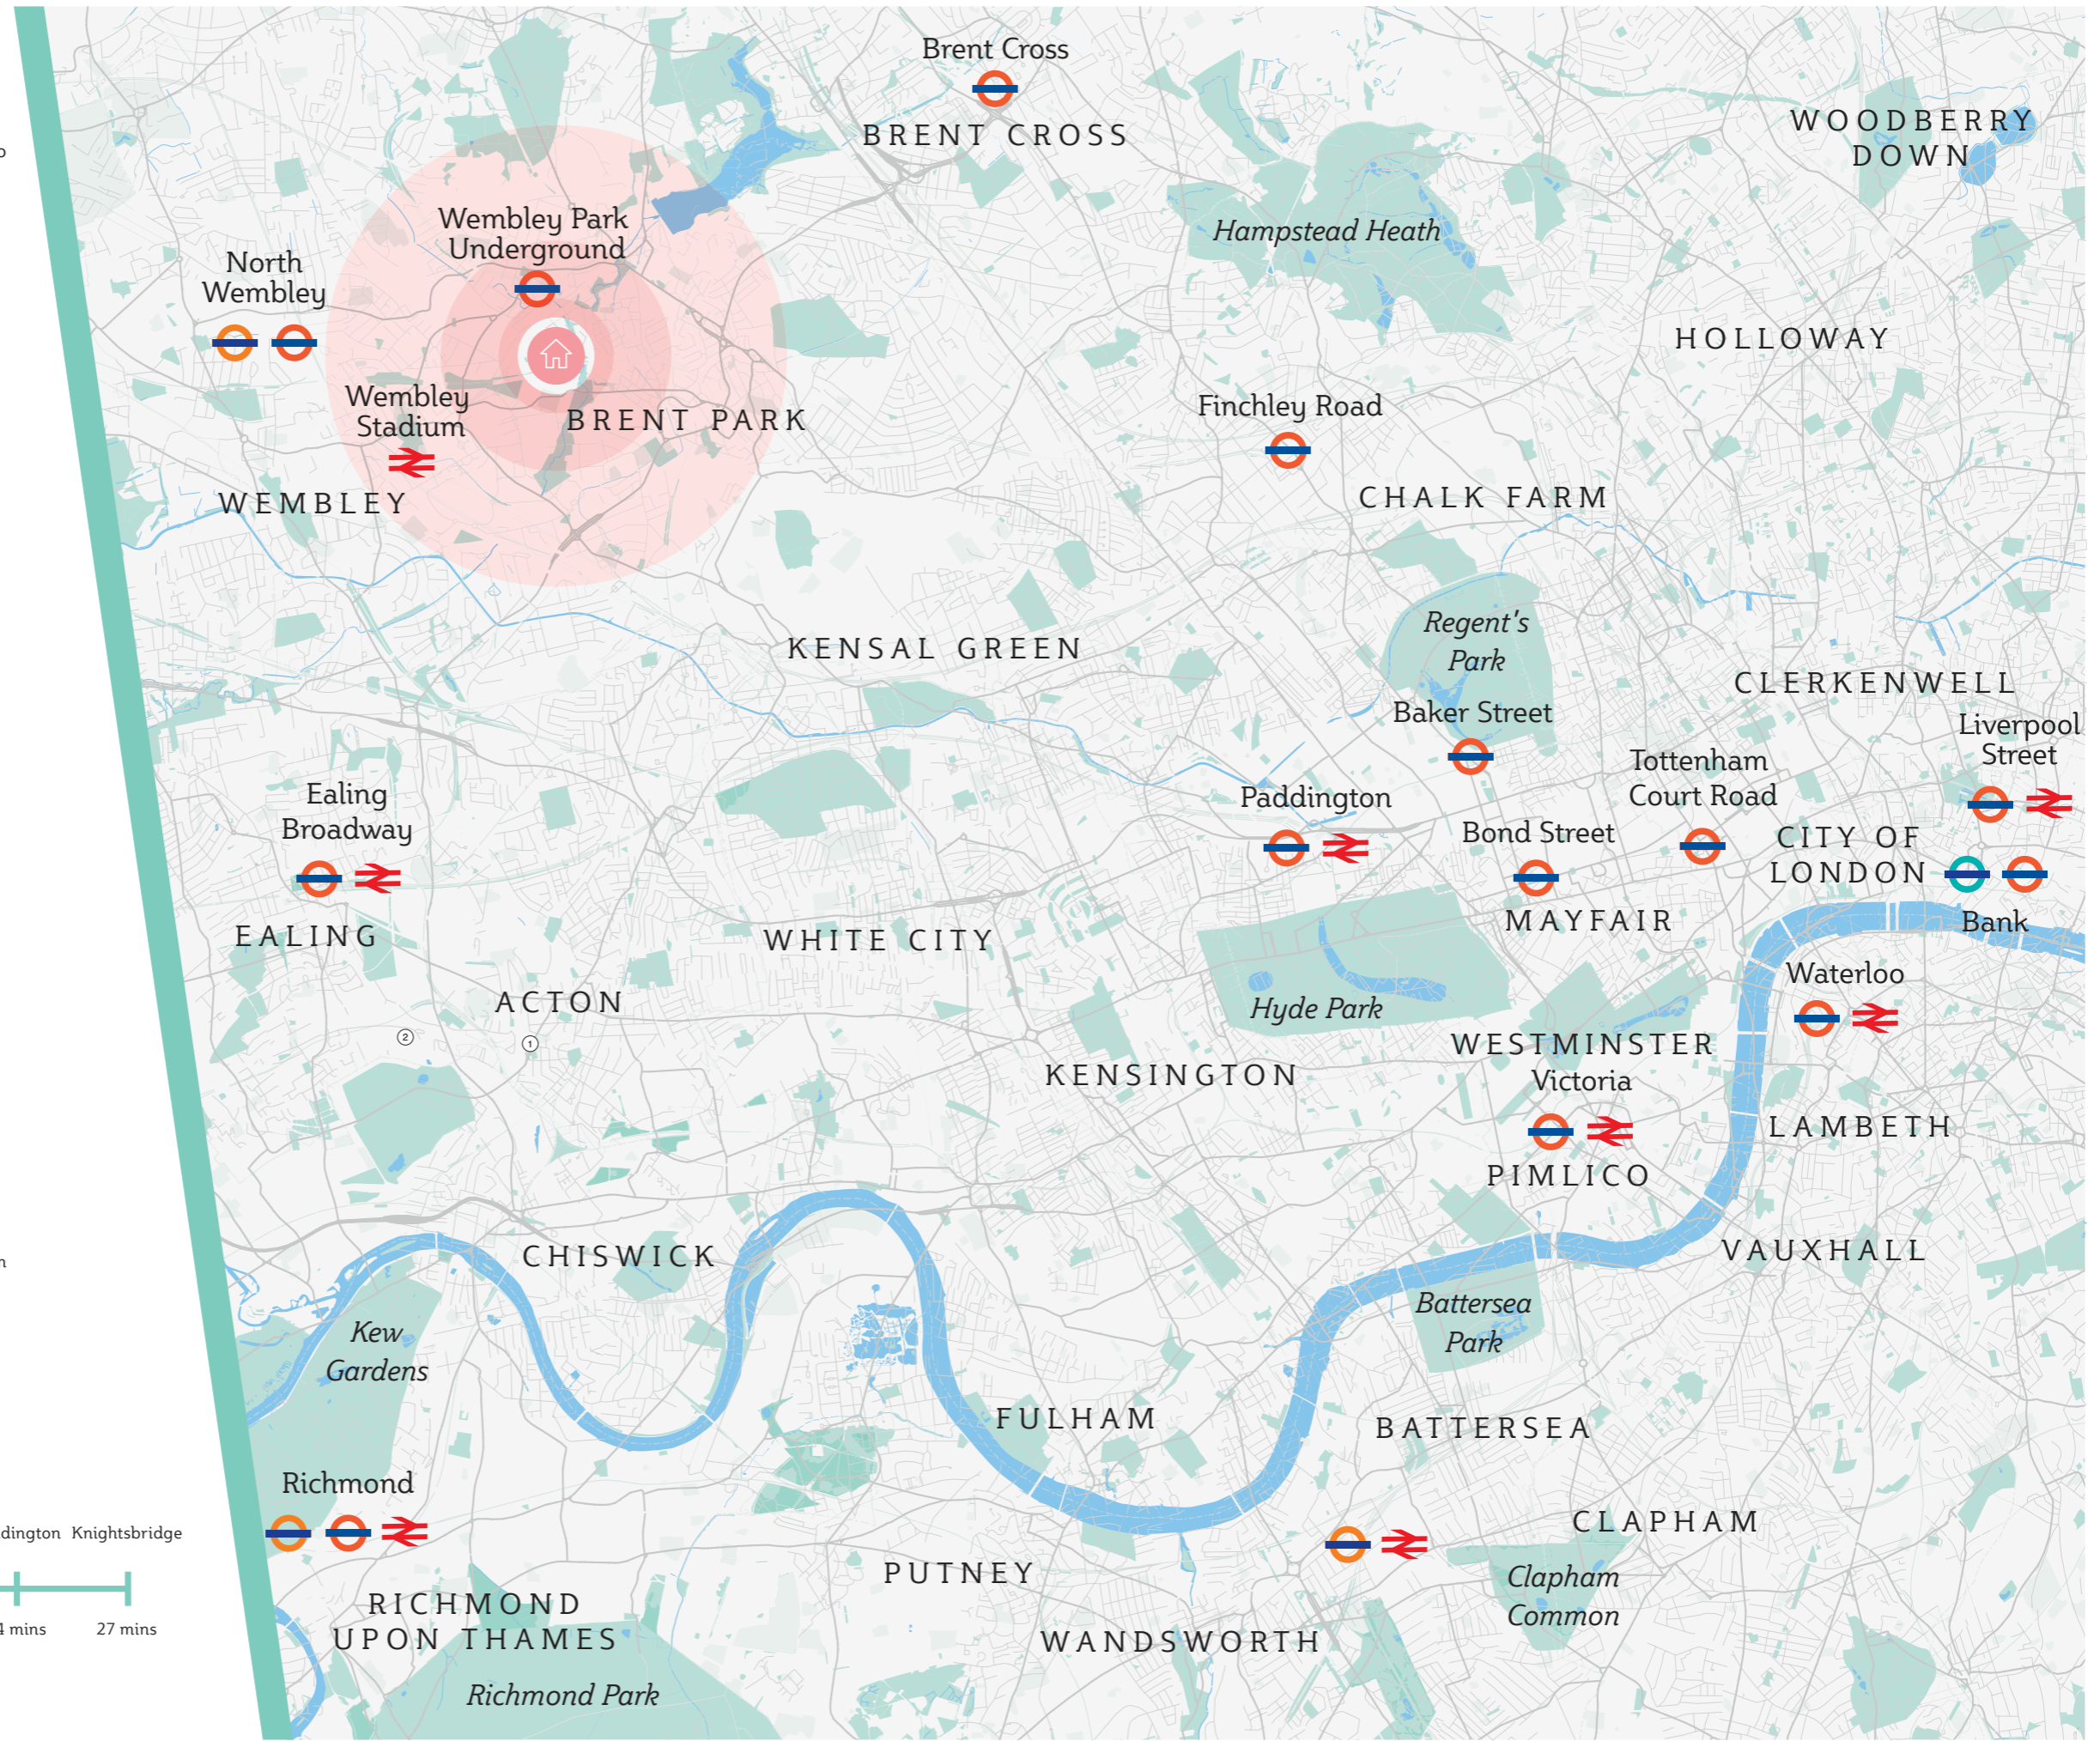 Brent Cross
BRENT CROSS
WOODBERRY
DOWN
Wembley Park
Underground
Hampstead Heath
North
Wembley
HOLLOWAY
Wembley
Stadium
BRENT PARK
Finchley Road
WEMBLEY
CHALK FARM
Regent's
Park
KENSAL GREEN
CLERKENWELL
Baker Street
Liverpool
Street
Tottenham
Court Road
Ealing
Broadway
Paddington
Bond Street
CITY OF
LONDON
MAYFAIR
Bank
EALING
WHITE CITY
Waterloo
ACTON
Hyde Park
2
1
WESTMINSTER
Victoria
KENSINGTON
LAMBETH
PIMLICO
CHISWICK
VAUXHALL
Battersea
Park
Kew
Gardens
FULHAM
BATTERSEA
Richmond
CLAPHAM
Knightsbridge
PUTNEY
Clapham
Common
RICHMOND
UPON THAMES
mins 27 mins
WANDSWORTH
Richmond Park